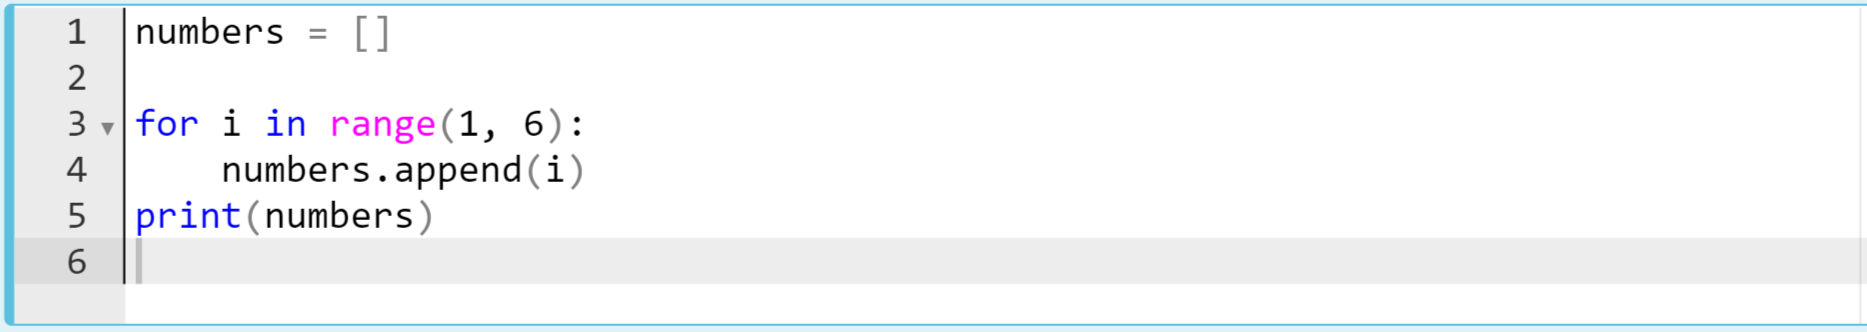 1 numbers = []
2
3 for i in range(1, 6):
4     numbers.append(i)
5 print(numbers)
6